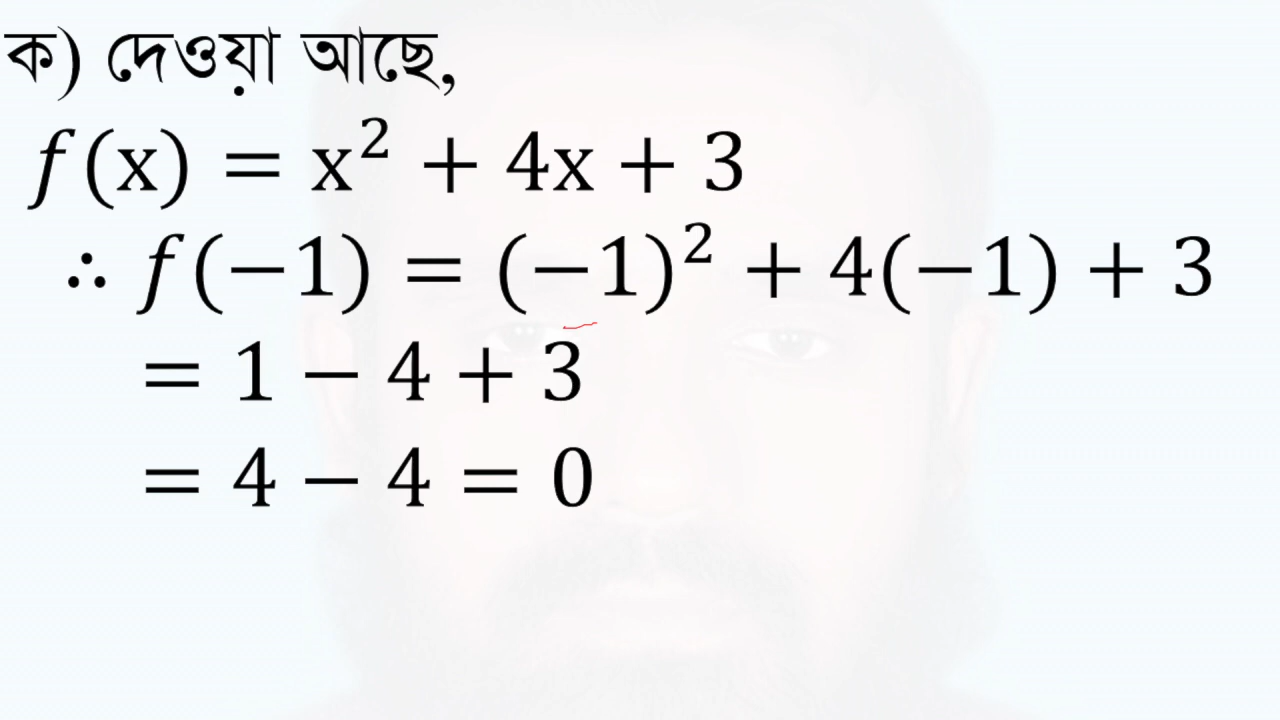 ক) দেওয়া আছে,
f(x) = x² + 4x + 3
∴ f(−1) = (−1)² + 4(−1) + 3
= 1 − 4 + 3
= 4 − 4 = 0